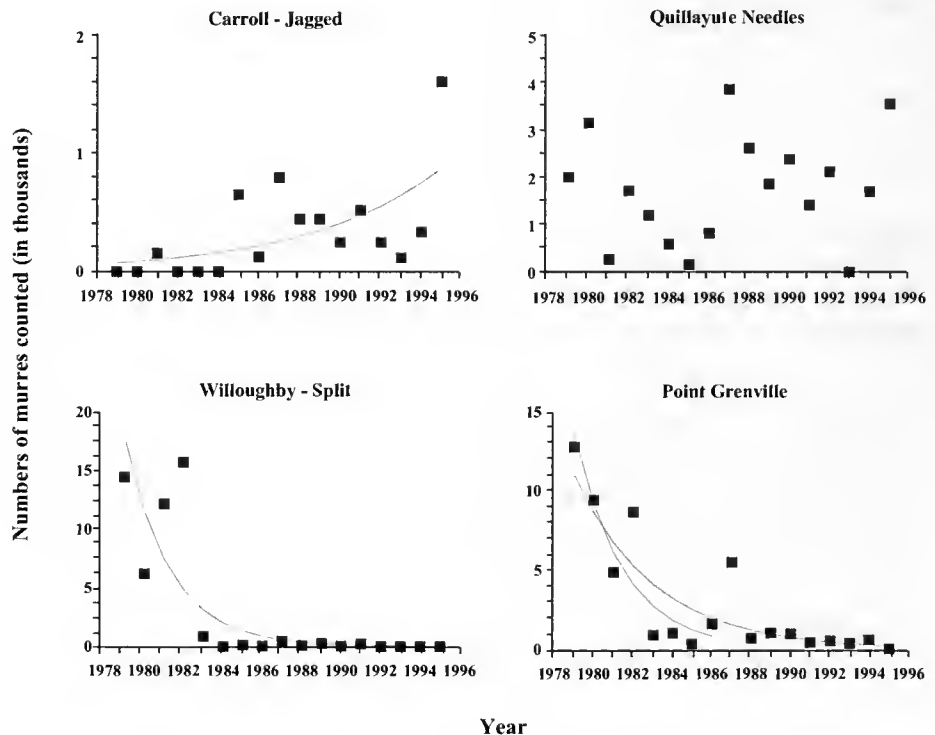 Carroll - Jagged
2
1
0
1978 1980 1982 1984 1986 1988 1990 1992 1994 1996
Quillayute Needles
5
4
3
2
1
0
1978 1980 1982 1984 1986 1988 1990 1992 1994 1996
Numbers of murres counted (in thousands)
Willoughby - Split
20
15
10
5
0
1978 1980 1982 1984 1986 1988 1990 1992 1994 1996
Point Grenville
15
10
5
0
1978 1980 1982 1984 1986 1988 1990 1992 1994 1996
Year